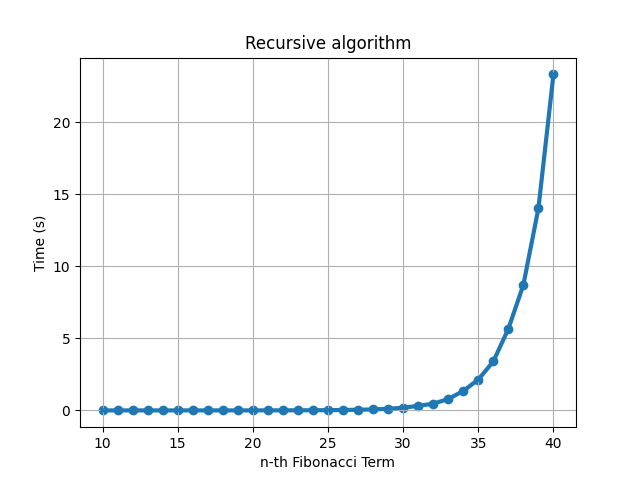 Recursive algorithm
20
15
10
5
0
Time (s)
10 15 20 25 30 35 40
n-th Fibonacci Term